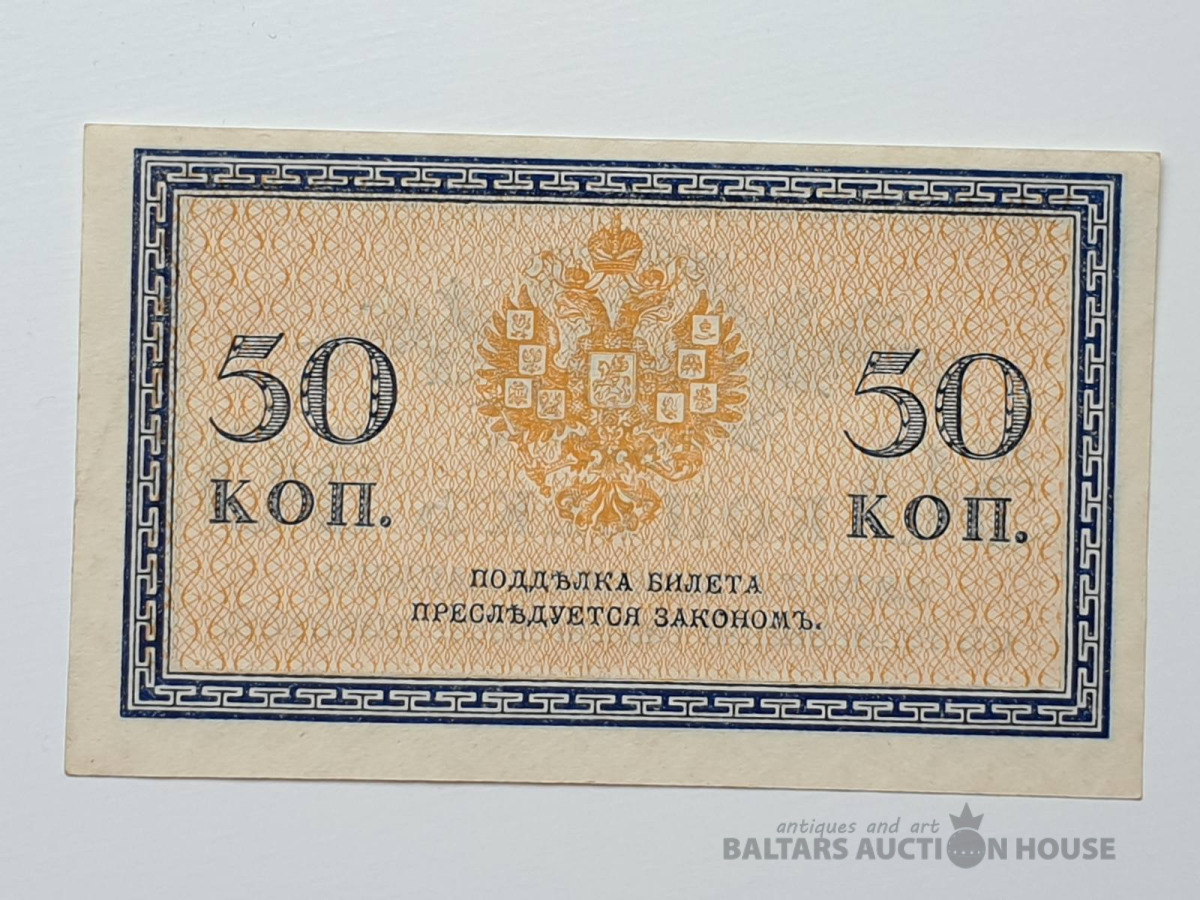 50 50
КОП. КОП.
ПОДДѢЛКА БИЛЕТА
ПРЕСЛѢДУЕТСЯ ЗАКОНОМЪ.
antiques and art
BALTARS AUCTION HOUSE